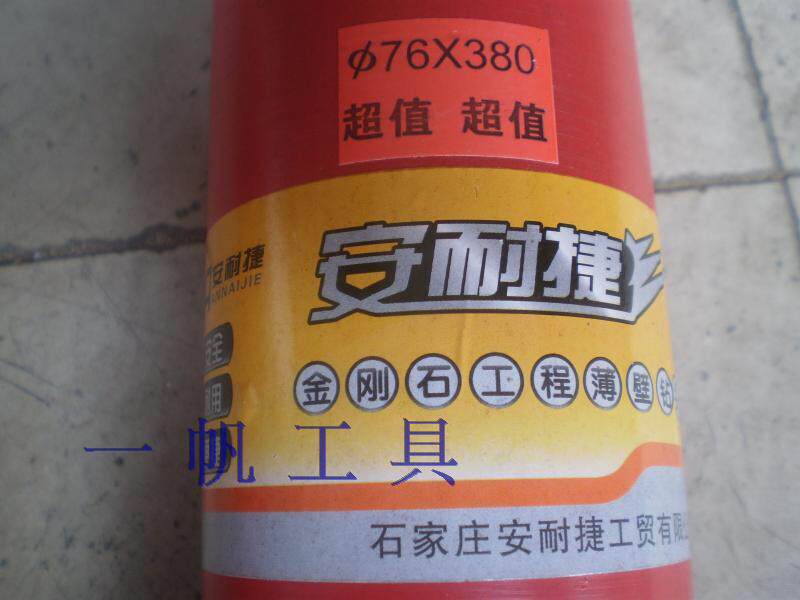 φ76X380
超值 超值
安耐捷
ANNAIJIE
安耐捷
金刚石工程薄壁钻
一帆工具
石家庄安耐捷工贸有限